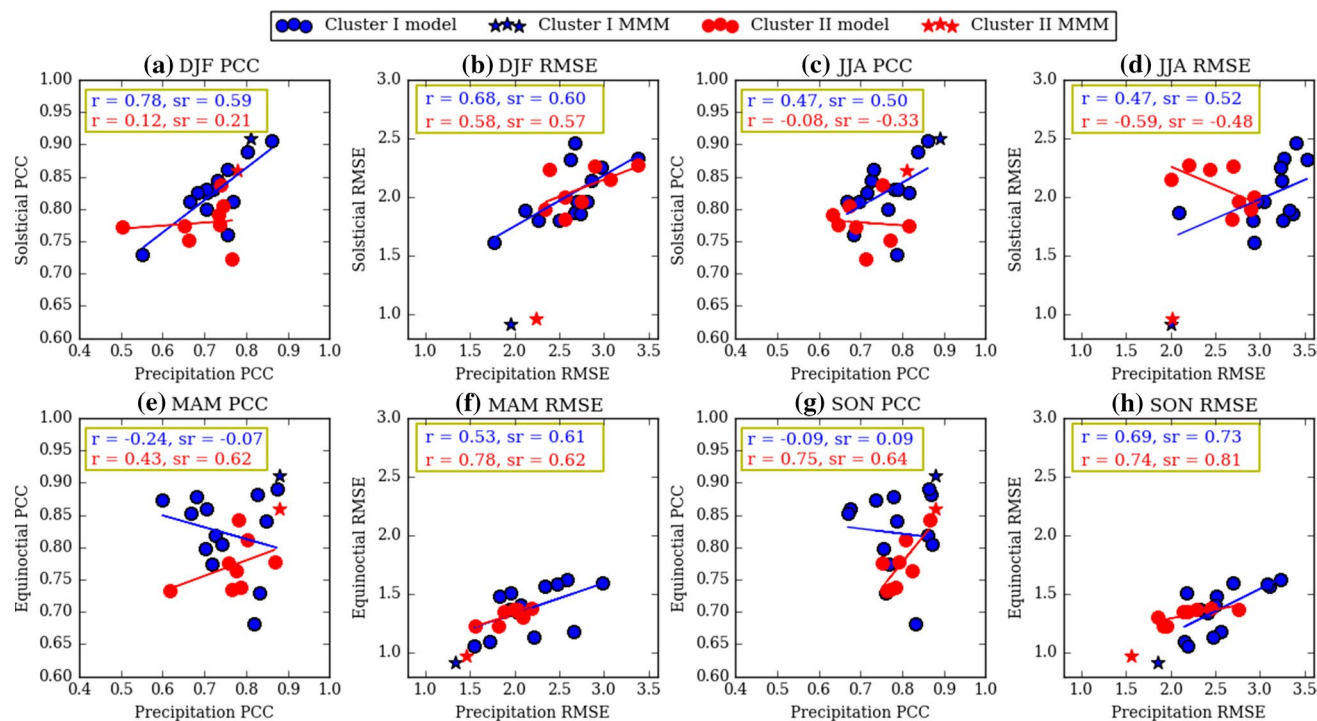 Cluster I model Cluster I MMM Cluster II model Cluster II MMM
(a) DJF PCC
r = 0.78, sr = 0.59
r = 0.12, sr = 0.21
Solsticial PCC
1.00
0.95
0.90
0.85
0.80
0.75
0.70
0.65
0.60
0.4 0.5 0.6 0.7 0.8 0.9 1.0
Precipitation PCC
(b) DJF RMSE
r = 0.68, sr = 0.60
r = 0.58, sr = 0.57
Solsticial RMSE
3.0
2.5
2.0
1.5
1.0
1.0 1.5 2.0 2.5 3.0 3.5
Precipitation RMSE
(c) JJA PCC
r = 0.47, sr = 0.50
r = -0.08, sr = -0.33
Solsticial PCC
1.00
0.95
0.90
0.85
0.80
0.75
0.70
0.65
0.60
0.4 0.5 0.6 0.7 0.8 0.9 1.0
Precipitation PCC
(d) JJA RMSE
r = 0.47, sr = 0.52
r = -0.59, sr = -0.48
Solsticial RMSE
3.0
2.5
2.0
1.5
1.0
1.0 1.5 2.0 2.5 3.0 3.5
Precipitation RMSE
(e) MAM PCC
r = -0.24, sr = -0.07
r = 0.43, sr = 0.62
Equinoctial PCC
1.00
0.95
0.90
0.85
0.80
0.75
0.70
0.65
0.60
0.4 0.5 0.6 0.7 0.8 0.9 1.0
Precipitation PCC
(f) MAM RMSE
r = 0.53, sr = 0.61
r = 0.78, sr = 0.62
Equinoctial RMSE
3.0
2.5
2.0
1.5
1.0
1.0 1.5 2.0 2.5 3.0 3.5
Precipitation RMSE
(g) SON PCC
r = -0.09, sr = 0.09
r = 0.75, sr = 0.64
Equinoctial PCC
1.00
0.95
0.90
0.85
0.80
0.75
0.70
0.65
0.60
0.4 0.5 0.6 0.7 0.8 0.9 1.0
Precipitation PCC
(h) SON RMSE
r = 0.69, sr = 0.73
r = 0.74, sr = 0.81
Equinoctial RMSE
3.0
2.5
2.0
1.5
1.0
1.0 1.5 2.0 2.5 3.0 3.5
Precipitation RMSE